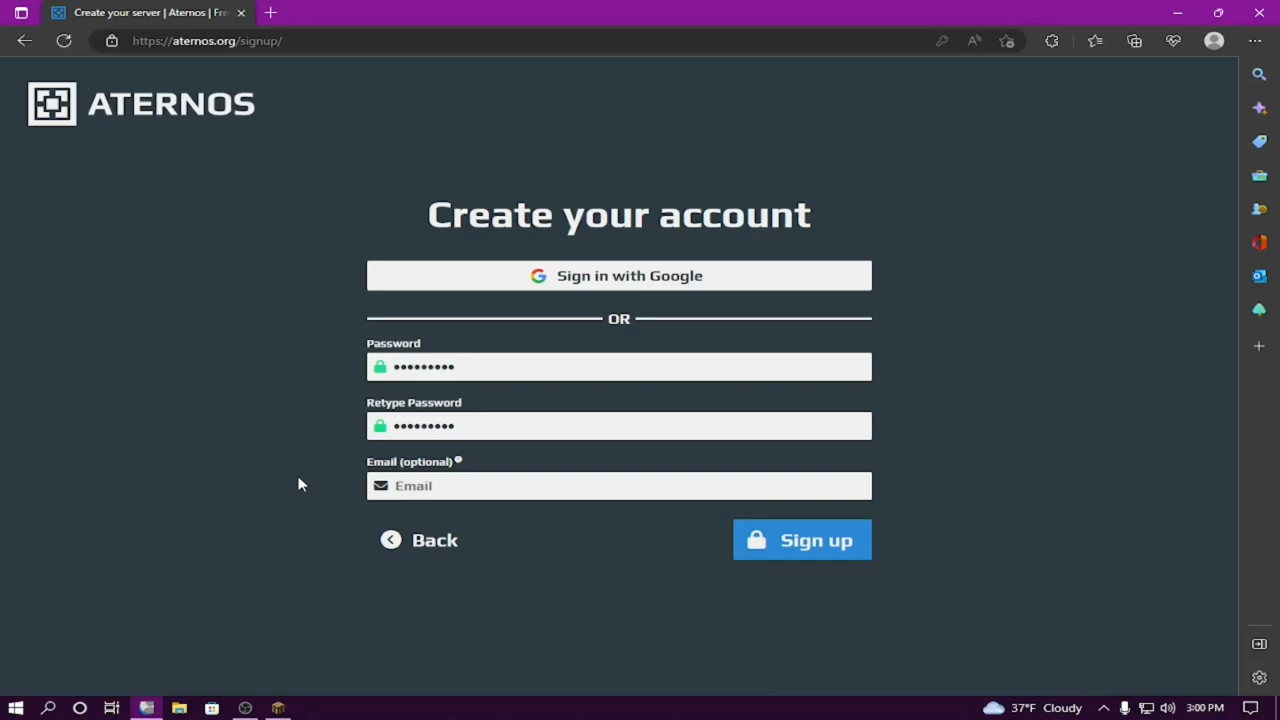 Create your server | Aternos | Fre
https://aternos.org/signup/
ATERNOS
Create your account
Sign in with Google
OR
Password
•••••••••
Retype Password
•••••••••
Email (optional)
Email
Back
Sign up
37°F Cloudy
3:00 PM